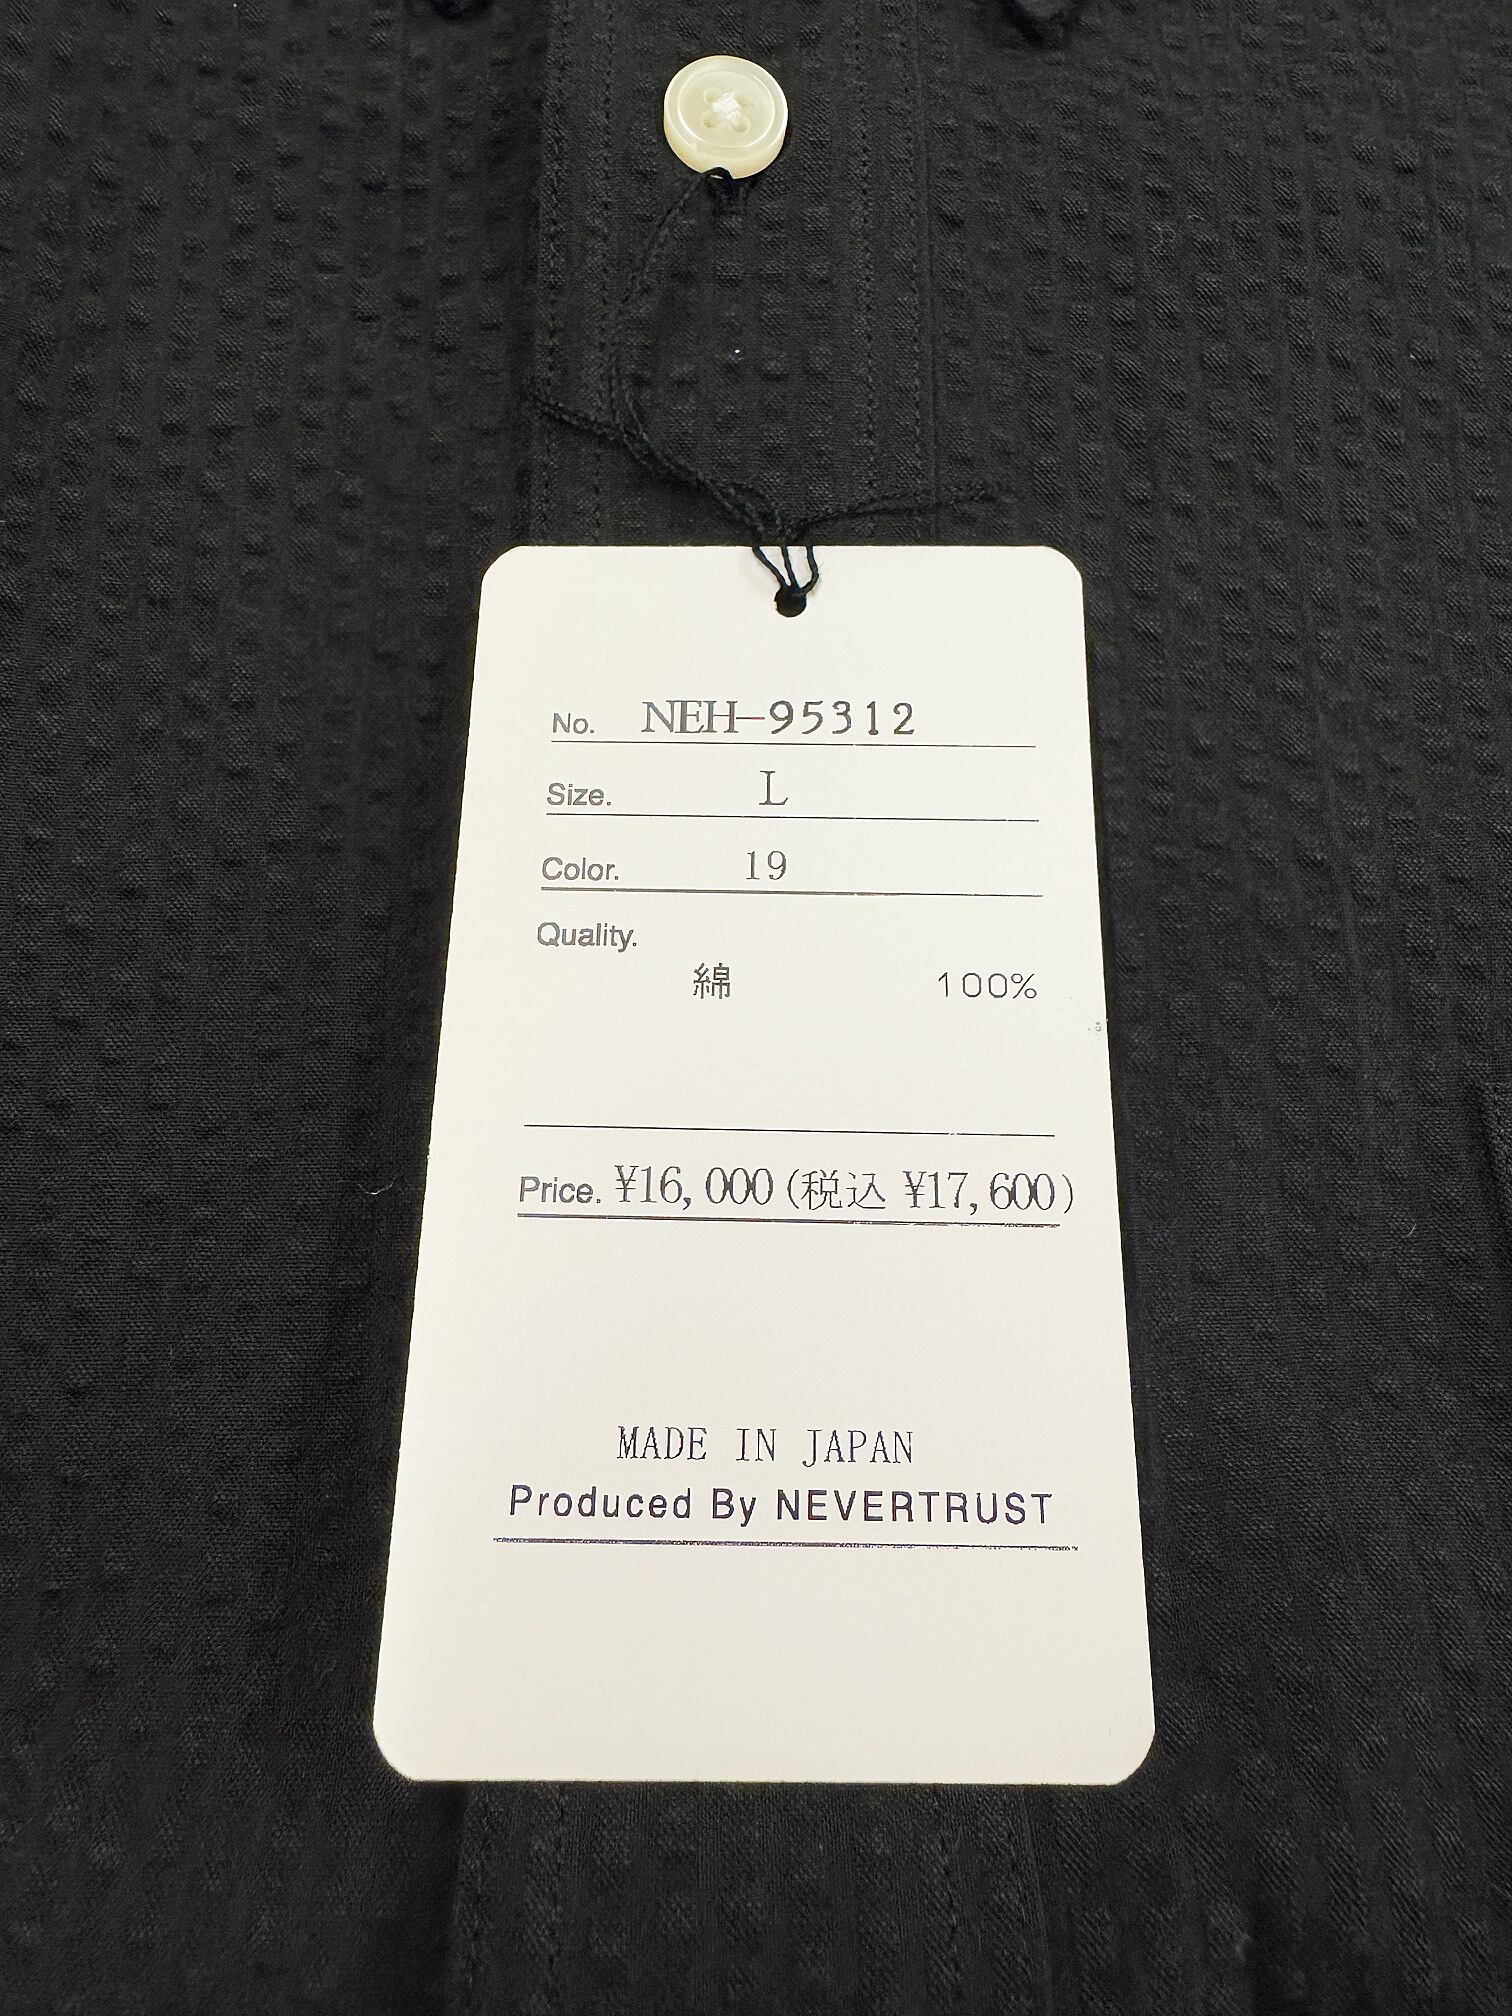 No. NEH-95312
Size. L
Color. 19
Quality.
綿 100%
Price. ¥16,000(税込 ¥17,600)
MADE IN JAPAN
Produced By NEVERTRUST